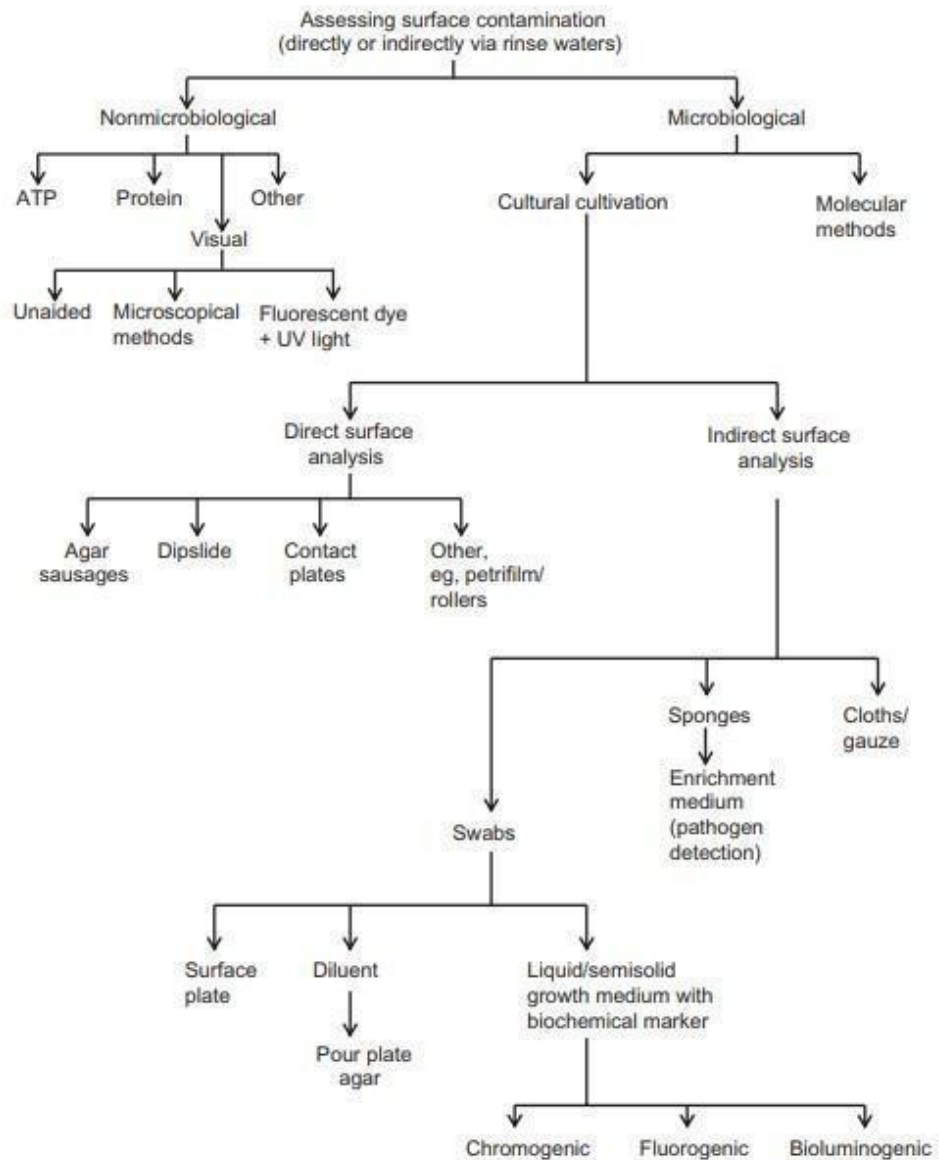 Assessing surface contamination
(directly or indirectly via rinse waters)
Nonmicrobiological
Microbiological
ATP
Protein
Other
Cultural cultivation
Molecular
methods
Visual
Unaided
Microscopical
methods
Fluorescent dye
+ UV light
Direct surface
analysis
Indirect surface
analysis
Agar
sausages
Dipslide
Contact
plates
Other,
eg, petrifilm/
rollers
Sponges
Cloths/
gauze
Enrichment
medium
(pathogen
detection)
Swabs
Surface
plate
Diluent
Liquid/semisolid
growth medium with
biochemical marker
Pour plate
agar
Chromogenic
Fluorogenic
Bioluminogenic